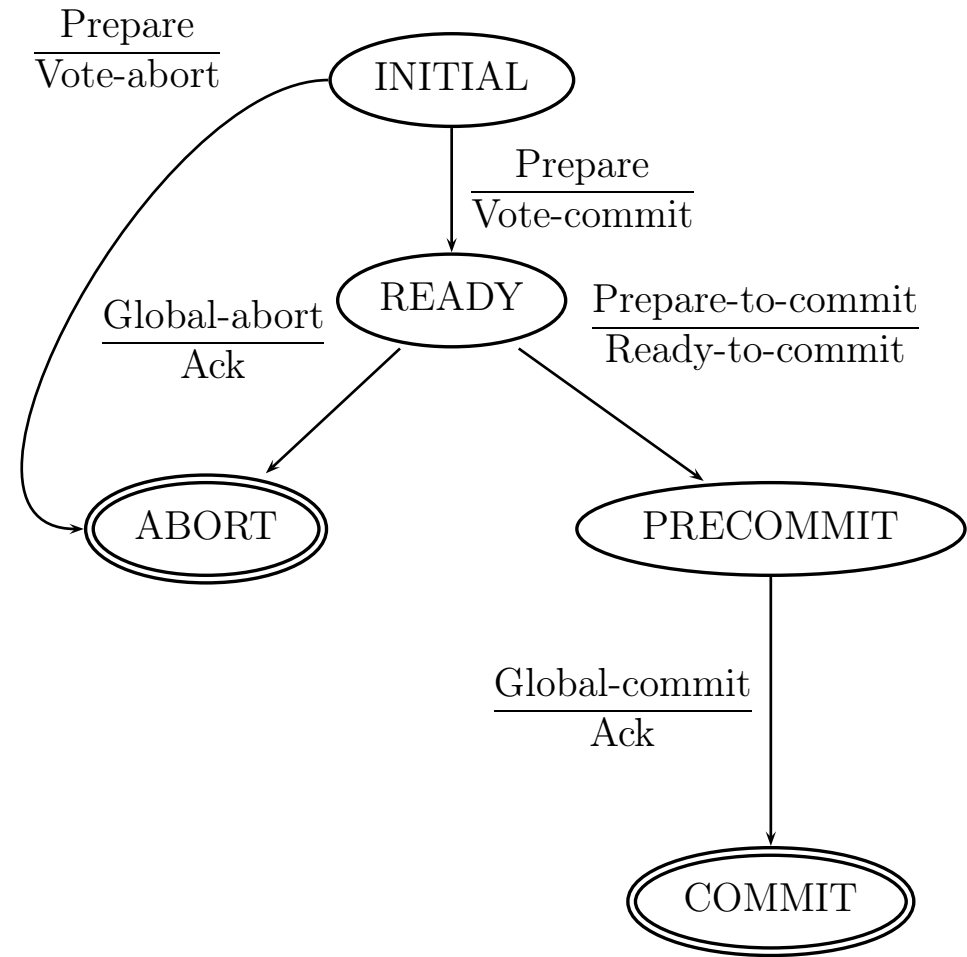 Prepare
Vote-abort
INITIAL
Prepare
Vote-commit
READY
Global-abort
Ack
Prepare-to-commit
Ready-to-commit
ABORT
PRECOMMIT
Global-commit
Ack
COMMIT